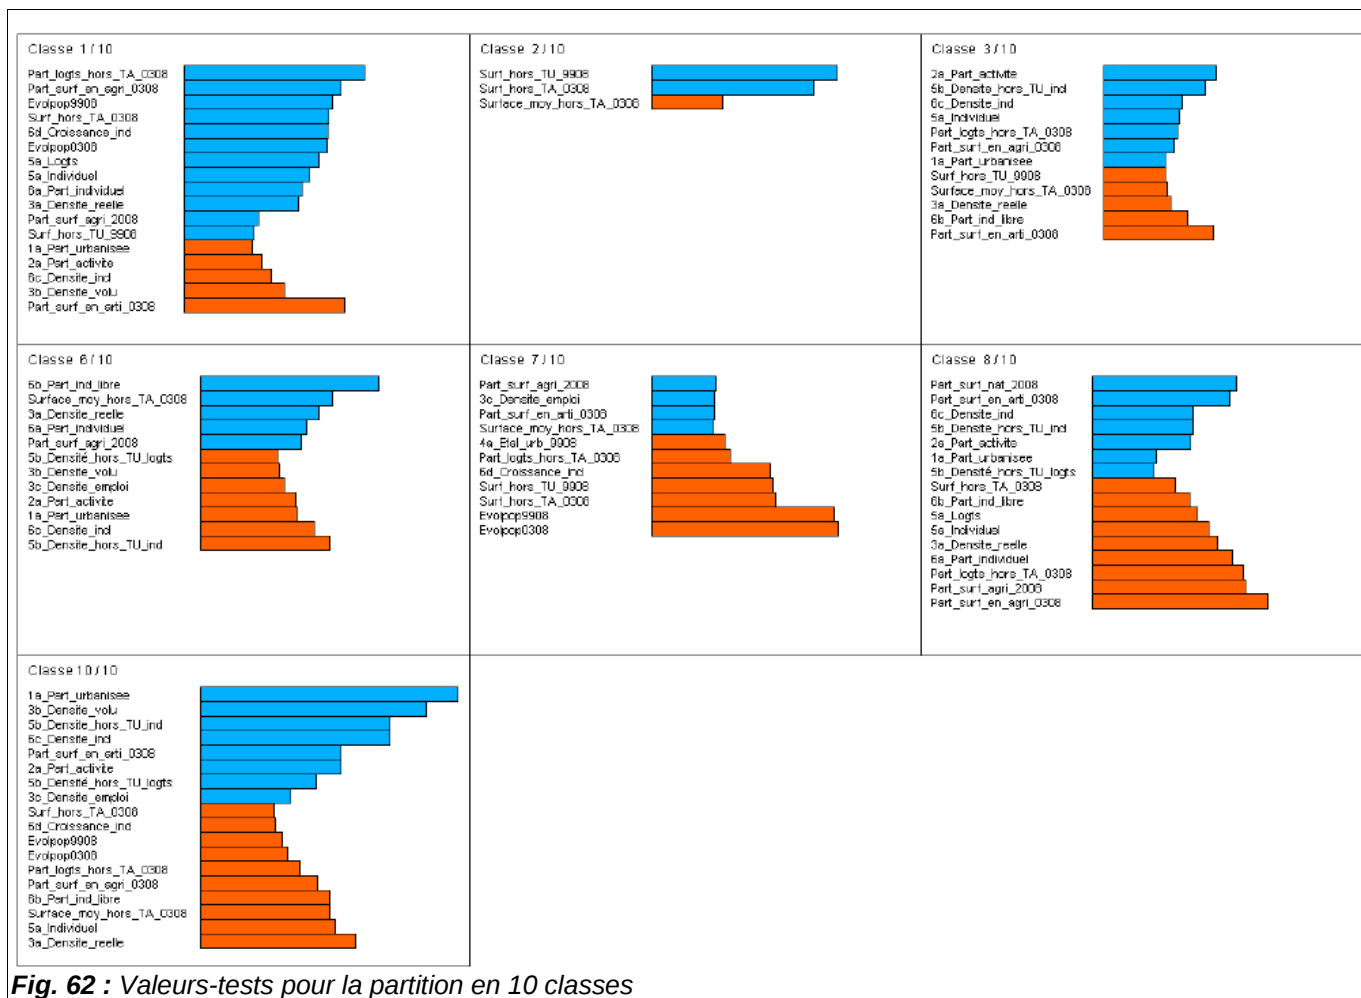 Classe 1/10
Part_logts_hors_TA_0308
Part_surf_en_agri_0308
Evolpop9908
Surf_hors_TA_0308
6d_Croissance_ind
Evolpop0308
5a_Logts
5a_Individuel
6a_Part_individuel
3a_Densite_reelle
Part_surf_agri_2008
Surf_hors_TU_9908
1a_Part_urbanisee
2a_Part_activite
6c_Densite_ind
3b_Densite_volu
Part_surf_en_arti_0308
Classe 2/10
Surf_hors_TU_9908
Surf_hors_TA_0308
Surface_moy_hors_TA_0308
Classe 3/10
2a_Part_activite
5b_Densite_hors_TU_ind
6c_Densite_ind
5a_Individuel
Part_logts_hors_TA_0308
Part_surf_en_agri_0308
1a_Part_urbanisee
Surf_hors_TU_9908
Surface_moy_hors_TA_0308
3a_Densite_reelle
6b_Part_ind_libre
Part_surf_en_arti_0308
Classe 6/10
6b_Part_ind_libre
Surface_moy_hors_TA_0308
3a_Densite_reelle
6a_Part_individuel
Part_surf_agri_2008
5b_Densité_hors_TU_logts
3b_Densite_volu
3c_Densite_emploi
2a_Part_activite
1a_Part_urbanisee
6c_Densite_ind
5b_Densite_hors_TU_ind
Classe 7/10
Part_surf_agri_2008
3c_Densite_emploi
Part_surf_en_arti_0308
Surface_moy_hors_TA_0308
4a_Etal_urb_9908
Part_logts_hors_TA_0308
6d_Croissance_ind
Surf_hors_TU_9908
Surf_hors_TA_0308
Evolpop9908
Evolpop0308
Classe 8/10
Part_surf_nat_2008
Part_surf_en_arti_0308
6c_Densite_ind
5b_Densite_hors_TU_ind
2a_Part_activite
1a_Part_urbanisee
5b_Densité_hors_TU_logts
Surf_hors_TA_0308
6b_Part_ind_libre
5a_Logts
5a_Individuel
3a_Densite_reelle
6a_Part_individuel
Part_logts_hors_TA_0308
Part_surf_agri_2008
Part_surf_en_agri_0308
Classe 10/10
1a_Part_urbanisee
3b_Densite_volu
5b_Densite_hors_TU_ind
6c_Densite_ind
Part_surf_en_arti_0308
2a_Part_activite
5b_Densité_hors_TU_logts
3c_Densite_emploi
Surf_hors_TA_0308
6d_Croissance_ind
Evolpop9908
Evolpop0308
Part_logts_hors_TA_0308
Part_surf_en_agri_0308
6b_Part_ind_libre
Surface_moy_hors_TA_0308
5a_Individuel
3a_Densite_reelle
Fig. 62 : Valeurs-tests pour la partition en 10 classes